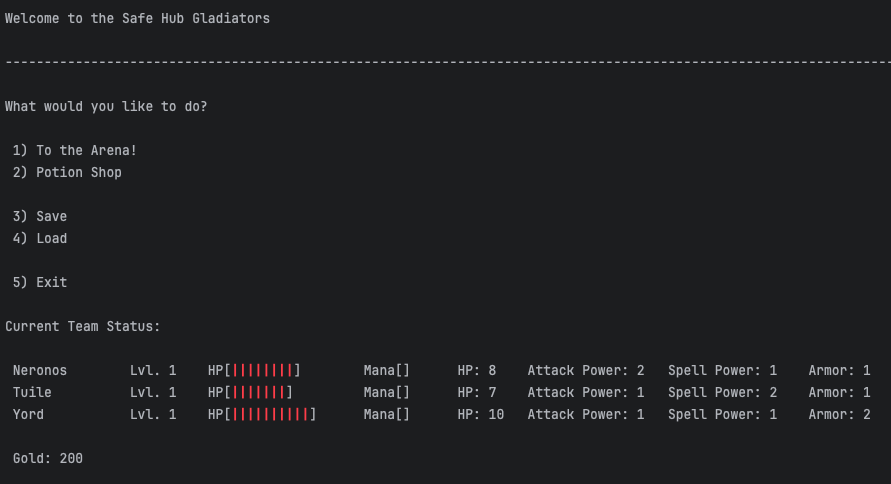 Welcome to the Safe Hub Gladiators
--------------------------------------------------------------------------------------------------------------------
What would you like to do?
1) To the Arena!
2) Potion Shop
3) Save
4) Load
5) Exit
Current Team Status:
Neronos Lvl. 1 HP[||||||||] Mana[] HP: 8 Attack Power: 2 Spell Power: 1 Armor: 1
Tuile Lvl. 1 HP[|||||||] Mana[] HP: 7 Attack Power: 1 Spell Power: 2 Armor: 1
Yord Lvl. 1 HP[||||||||||] Mana[] HP: 10 Attack Power: 1 Spell Power: 1 Armor: 2
Gold: 200